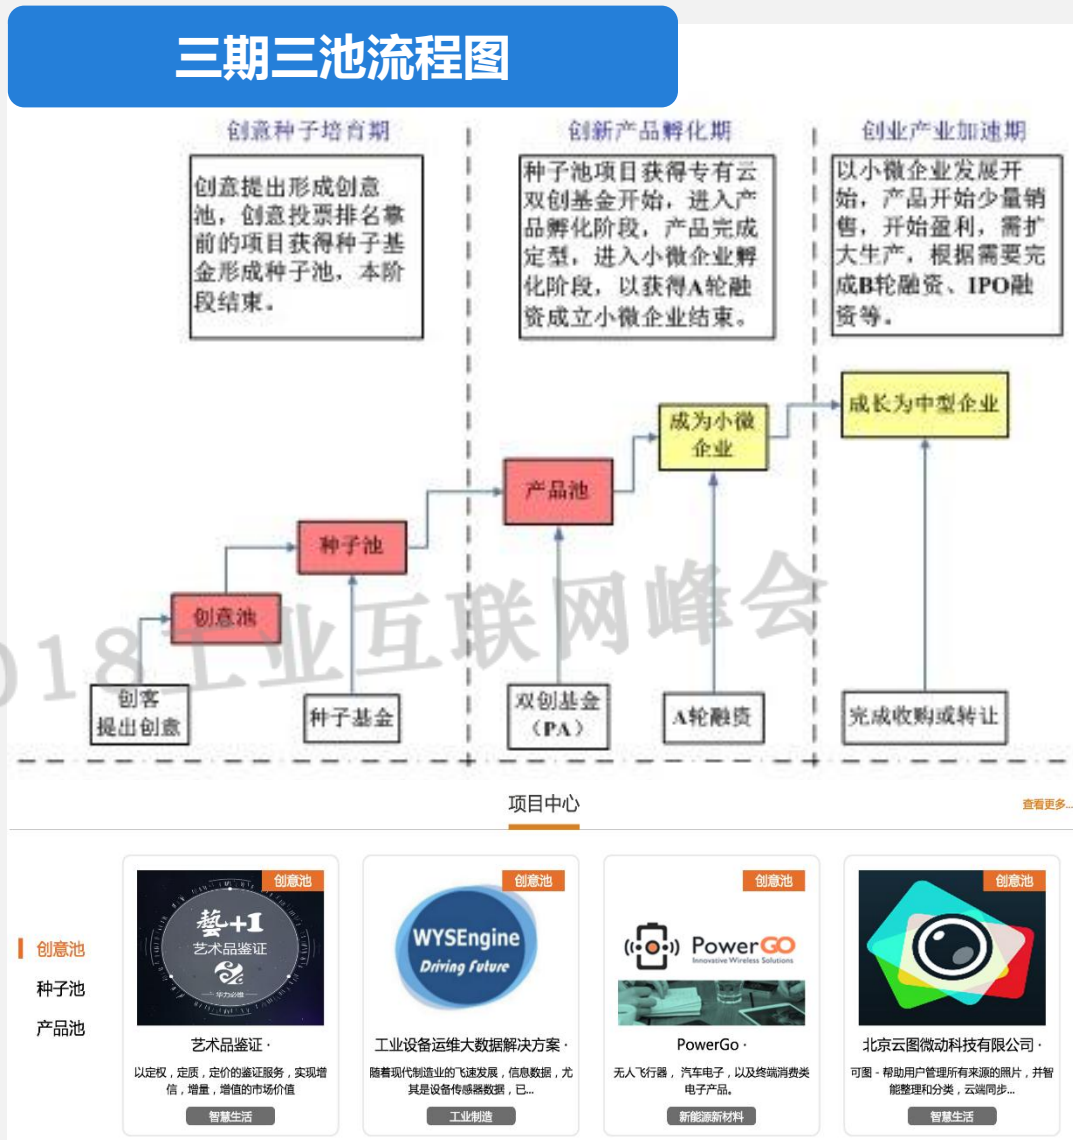 三期三池流程图
创意种子培育期
创新产品孵化期
创业产业加速期
创意提出形成创意
池，创意投票排名靠
前的项目获得种子基
金形成种子池，本阶
段结束。
种子池项目获得专有云
双创基金开始，进入产
品孵化阶段，产品完成
定型，进入小微企业孵
化阶段，以获得A轮融
资成立小微企业结束。
以小微企业发展开
始，产品开始少量销
售，开始盈利，需扩
大生产，根据需要完
成B轮融资、IPO融
资等。
成长为中型企业
成为小微
企业
产品池
种子池
创意池
018工业互联网峰会
创客
提出创意
种子基金
双创基金
（PA）
A轮融资
完成收购或转让
项目中心
查看更多...
创意池
种子池
产品池
创意池
藝+1
艺术品鉴证
华力必维
艺术品鉴证 ·
以定权，定质，定价的鉴证服务，实现增
信，增量，增值的市场价值
智慧生活
创意池
WYSEngine
Driving Future
工业设备运维大数据解决方案 ·
随着现代制造业的飞速发展，信息数据，尤
其是设备传感器数据，已...
工业制造
创意池
PowerGO
Innovative Wireless Solutions
PowerGo ·
无人飞行器， 汽车电子，以及终端消费类
电子产品。
新能源新材料
创意池
北京云图微动科技有限公司 ·
可图 - 帮助用户管理所有来源的照片，并智
能整理和分类，云端同步...
智慧生活